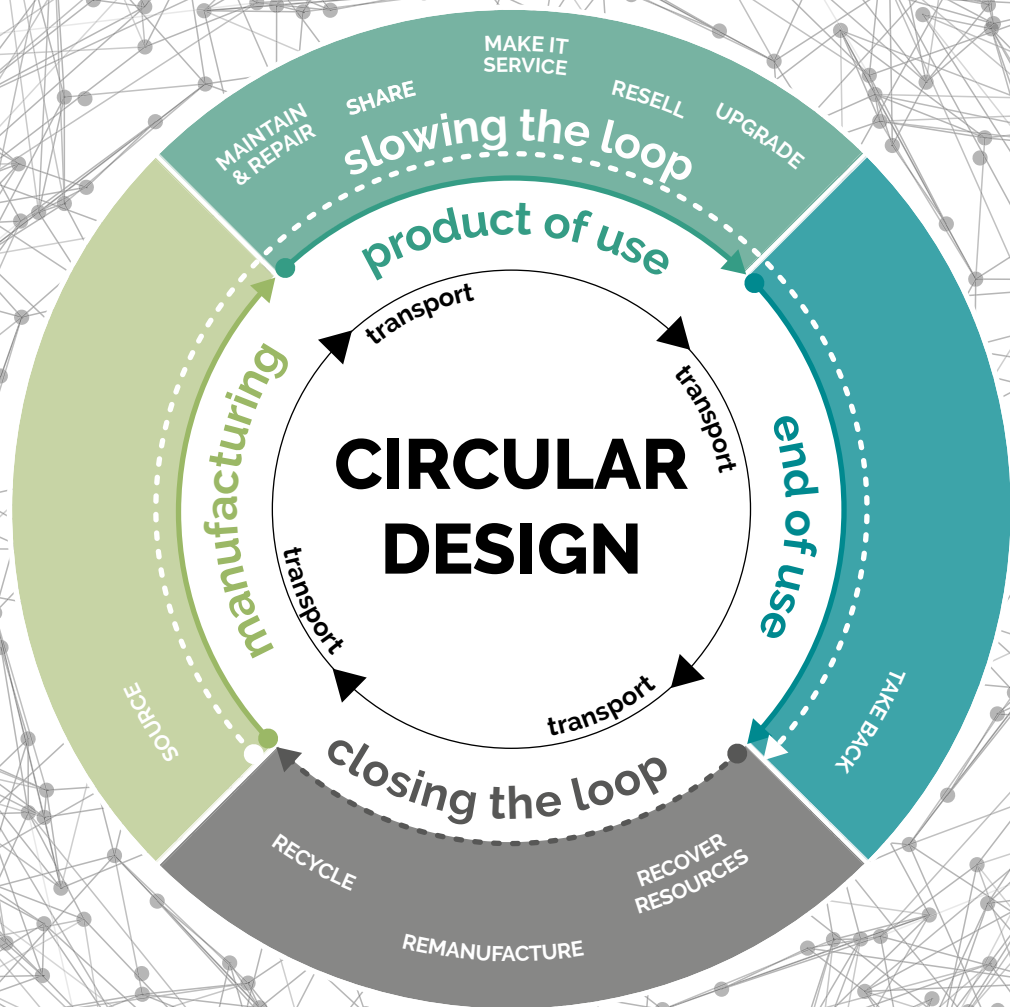 MAKE IT
SERVICE
SHARE
RESELL
MAINTAIN
& REPAIR
UPGRADE
slowing the loop
product of use
transport
transport
manufacturing
CIRCULAR
DESIGN
end of use
transport
transport
SOURCE
TAKE BACK
closing the loop
RECYCLE
RECOVER
RESOURCES
REMANUFACTURE